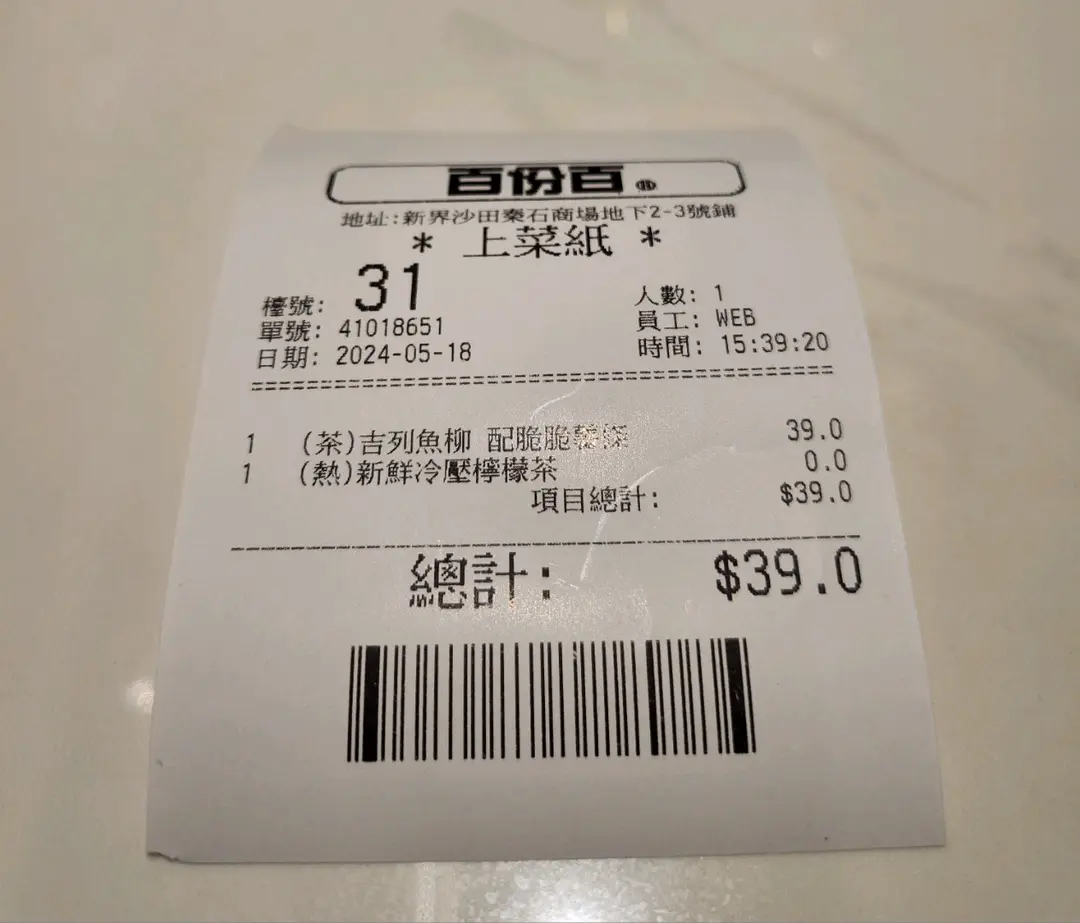 百份百
地址:新界沙田秦石商場地下2-3號鋪
* 上菜紙 *
檯號: 31 人數: 1
單號: 41018651 員工: WEB
日期: 2024-05-18 時間: 15:39:20
1 (茶)吉列魚柳 配脆脆薯條 39.0
1 (熱)新鮮冷壓檸檬茶 0.0
項目總計: $39.0
總計: $39.0